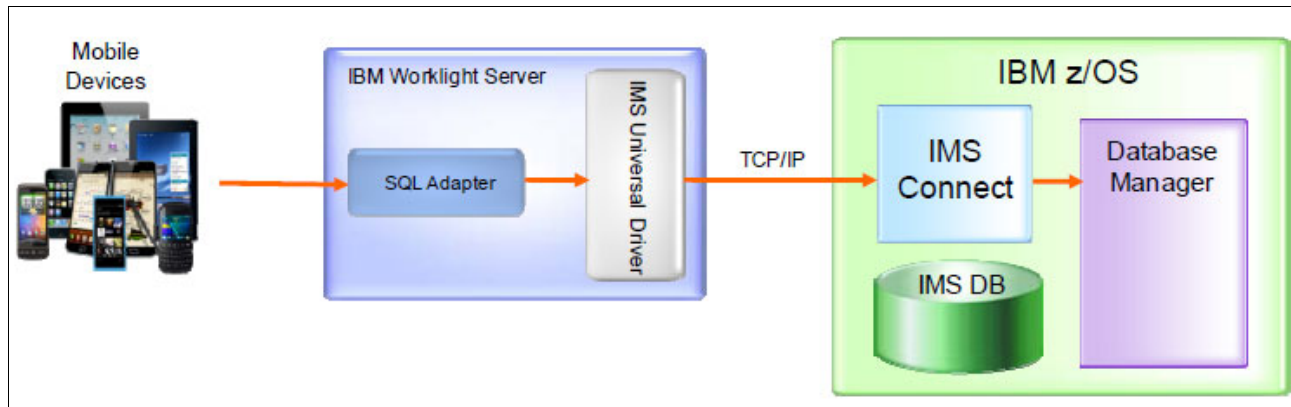 Mobile
Devices
IBM Worklight Server
SQL Adapter
IMS Universal Driver
TCP/IP
IBM z/OS
IMS
Connect
Database
Manager
IMS DB